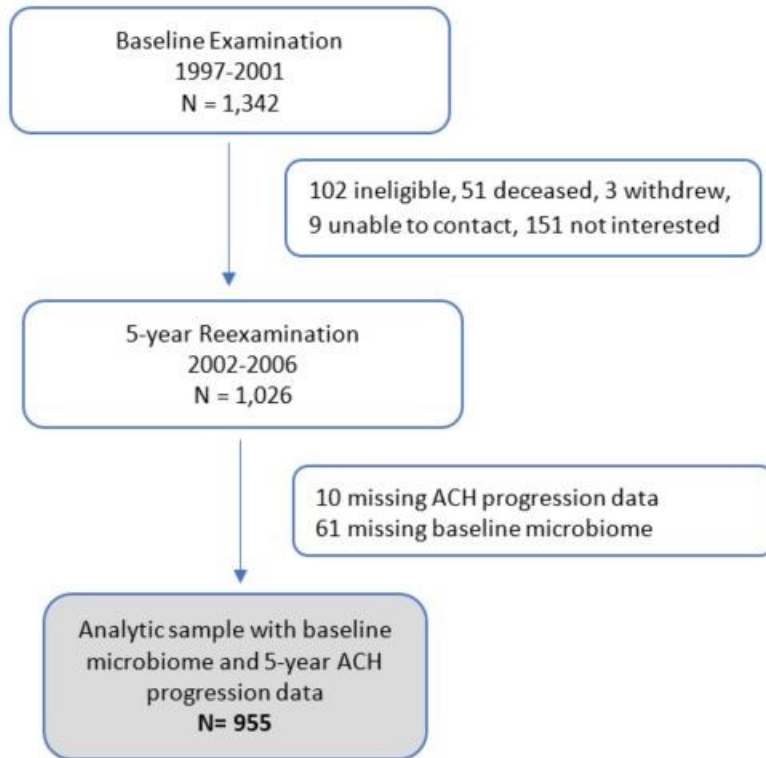 Baseline Examination
1997-2001
N = 1,342
102 ineligible, 51 deceased, 3 withdrew,
9 unable to contact, 151 not interested
5-year Reexamination
2002-2006
N = 1,026
10 missing ACH progression data
61 missing baseline microbiome
Analytic sample with baseline
microbiome and 5-year ACH
progression data
N= 955